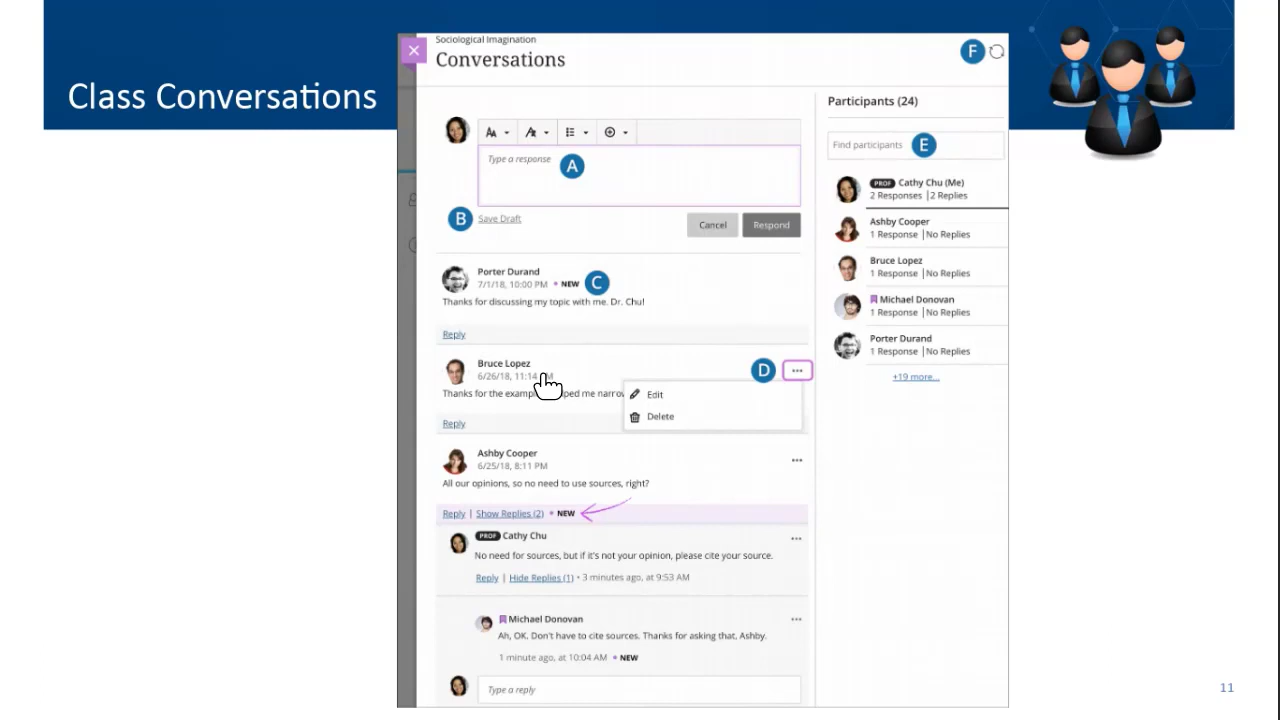 Class Conversations
Sociological Imagination
Conversations
F
A
Type a response
A
B
Save Draft
Cancel
Respond
Porter Durand
7/1/18, 10:00 PM • NEW
C
Thanks for discussing my topic with me. Dr. Chu!
Reply
Bruce Lopez
6/26/18, 11:14
D
Thanks for the
Edit
Delete
Reply
Ashby Cooper
6/25/18, 8:11 PM
All our opinions, so no need to use sources, right?
Reply | Show Replies (2) • NEW
PROF Cathy Chu
No need for sources, but if it's not your opinion, please cite your source.
Reply | Hide Replies (1) • 3 minutes ago, at 9:53 AM
Michael Donovan
Ah, OK. Don't have to cite sources. Thanks for asking that, Ashby.
1 minute ago, at 10:04 AM • NEW
Type a reply
Participants (24)
Find participants
E
PROF Cathy Chu (Me)
2 Responses |2 Replies
Ashby Cooper
1 Response |No Replies
Bruce Lopez
1 Response |No Replies
Michael Donovan
1 Response |No Replies
Porter Durand
1 Response |No Replies
+19 more...
11